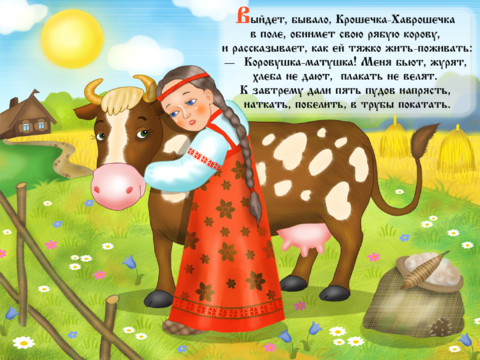 Выйдет, бывало, Крошечка-Хаврошечка
в поле, обнимет свою рябую корову,
и рассказывает, как ей тяжко жить-поживать:
— Коровушка-матушка! Меня бьют, журят,
хлеба не дают, плакать не велят.
К завтрему дали пять пудов напрясть,
наткать, побелить, в трубы покатать.